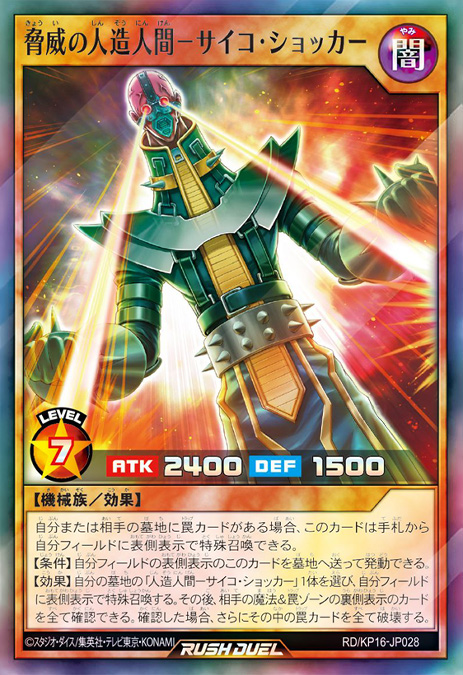 脅威の人造人間－サイコ・ショッカー
闇
LEVEL
7
ATK 2400 DEF 1500
【機械族／効果】
自分または相手の墓地に罠カードがある場合、このカードは手札から
自分フィールドに表側表示で特殊召喚できる。
【条件】自分フィールドの表側表示のこのカードを墓地へ送って発動できる。
【効果】自分の墓地の「人造人間－サイコ・ショッカー」1体を選び、自分フィールド
に表側表示で特殊召喚する。その後、相手の魔法&罠ゾーンの裏側表示のカード
を全て確認できる。確認した場合、さらにその中の罠カードを全て破壊する。
©スタジオ・ダイス/集英社・テレビ東京・KONAMI RUSH DUEL RD/KP16-JP028